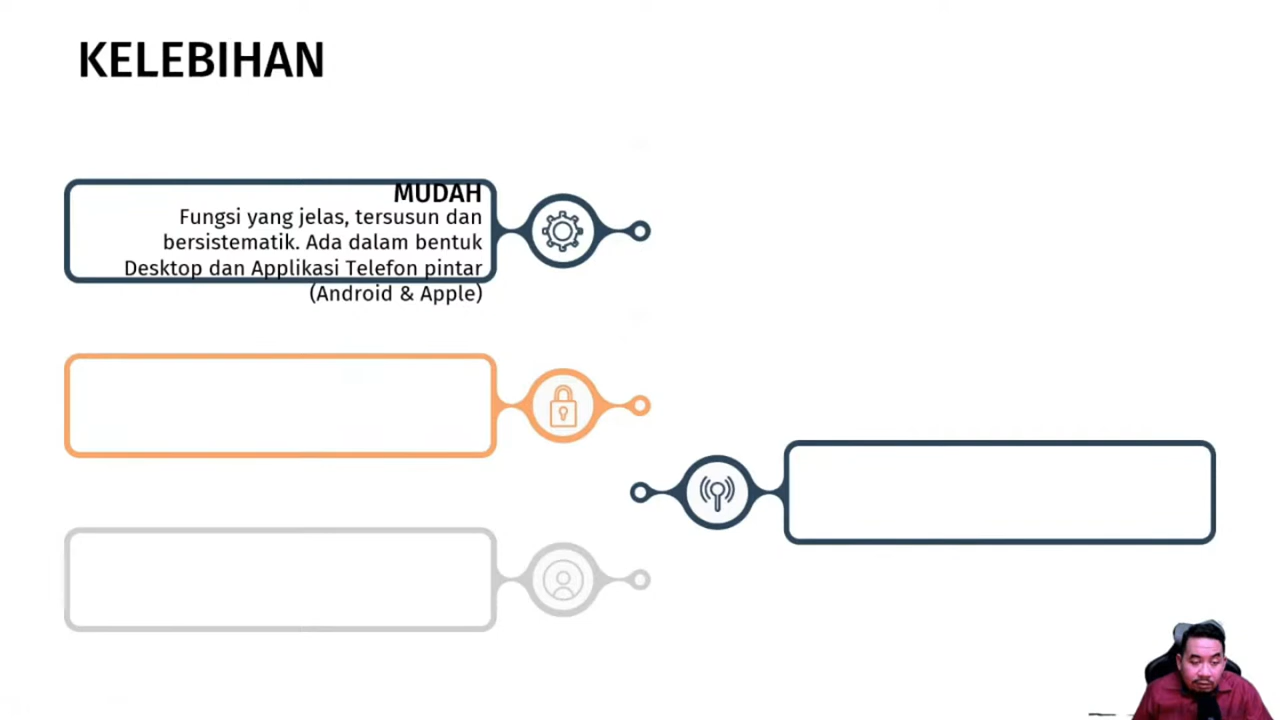 KELEBIHAN
MUDAH
Fungsi yang jelas, tersusun dan
bersistematik. Ada dalam bentuk
Desktop dan Applikasi Telefon pintar
(Android & Apple)